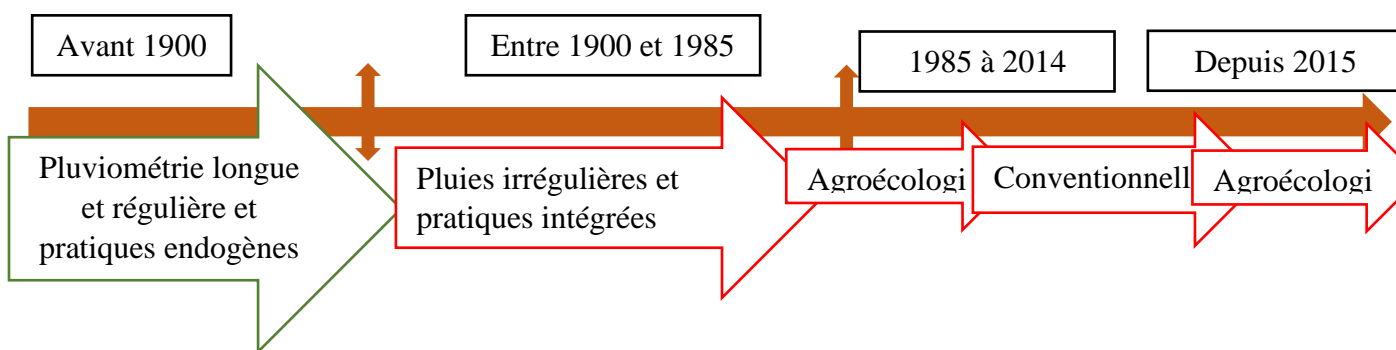 Avant 1900
Entre 1900 et 1985
1985 à 2014
Depuis 2015
Pluviométrie longue
et régulière et
pratiques endogènes
Pluies irrégulières et
pratiques intégrées
Agroécologi
Conventionnell
Agroécologi